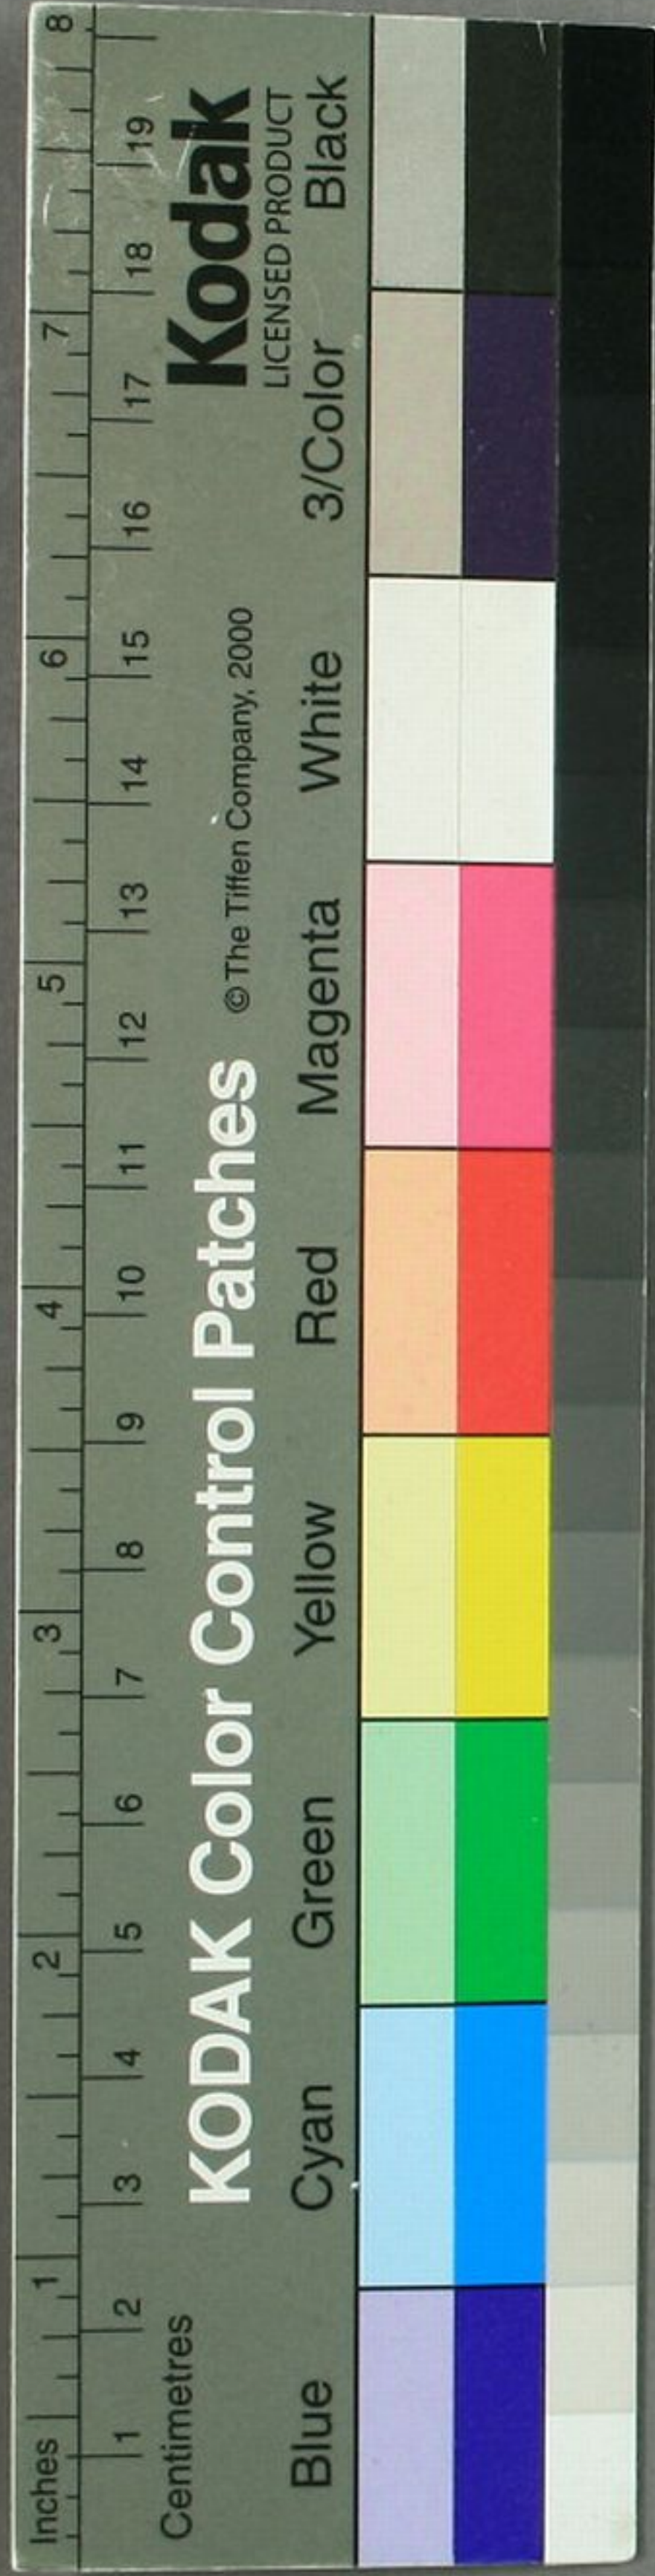 Inches 1 2 3 4 5 6 7 8
Centimetres 1 2 3 4 5 6 7 8 9 10 11 12 13 14 15 16 17 18 19
KODAK Color Control Patches © The Tiffen Company, 2000 Kodak
LICENSED PRODUCT
Blue Cyan Green Yellow Red Magenta White 3/Color Black